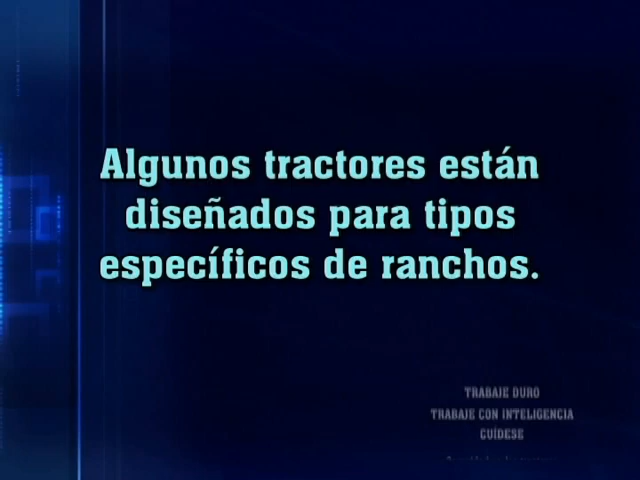 Algunos tractores están
diseñados para tipos
específicos de ranchos.
TRABAJE DURO
TRABAJE CON INTELIGENCIA
CUÍDESE